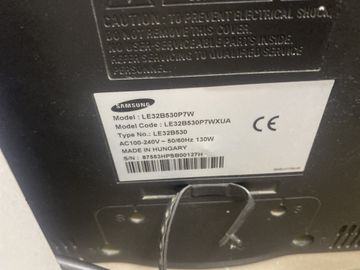 CAUTION
: TO PREVENT ELECTRICAL SHOCK,
DO NOT REMOVE THIS COVER.
NO USER-SERVICEABLE PARTS INSIDE.
REFER SERVICING TO QUALIFIED SERVICE
PERSONNEL.
SAMSUNG
Model : LE32B530P7W
Model Code : LE32B530P7WXUA
Type No.: LE32B530
AC100-240V ~ 50/60Hz 130W
MADE IN HUNGARY
CE